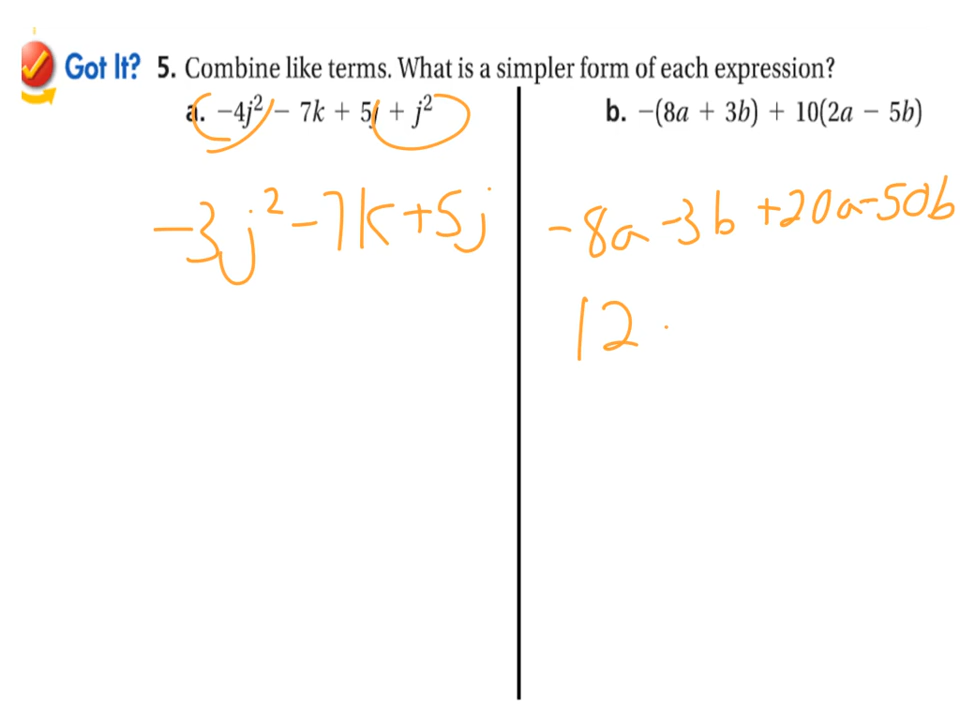 Got It? 5. Combine like terms. What is a simpler form of each expression?
a. −4j² − 7k + 5j + j²
b. −(8a + 3b) + 10(2a − 5b)
−3j² − 7k + 5j
−8a − 3b + 20a − 50b
12